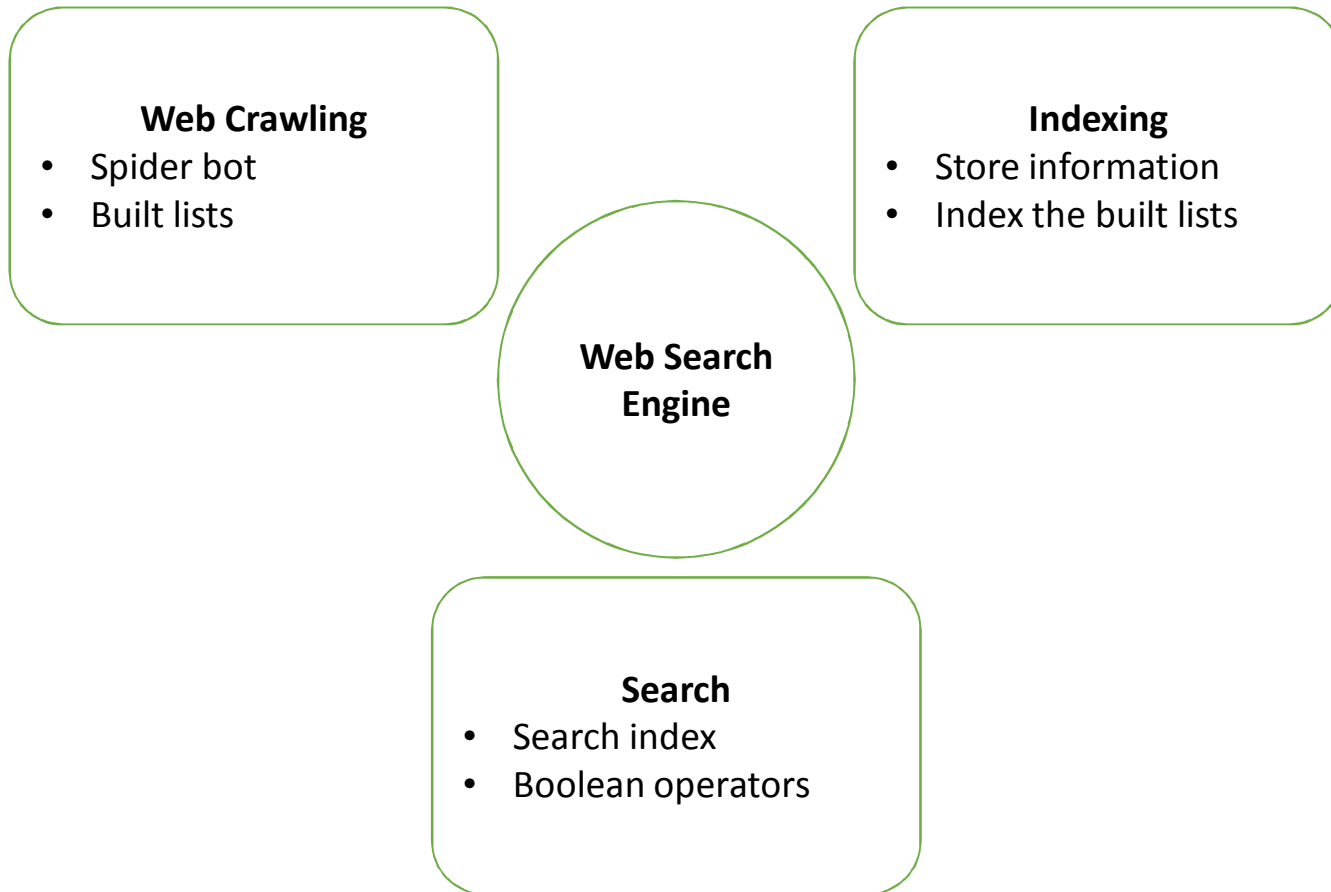 Web Crawling
• Spider bot
• Built lists
Indexing
• Store information
• Index the built lists
Web Search
Engine
Search
• Search index
• Boolean operators